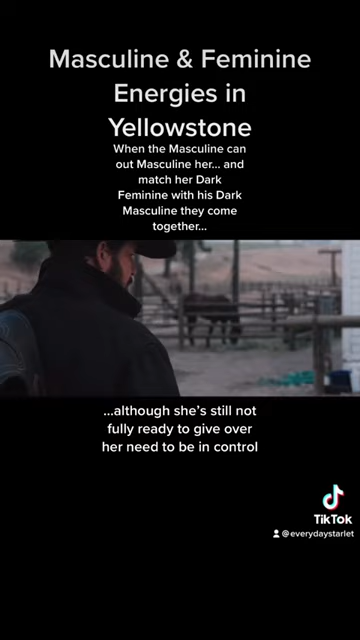 Masculine & Feminine
Energies in
Yellowstone
When the Masculine can
out Masculine her... and
match her Dark
Feminine with his Dark
Masculine they come
together...
...although she's still not
fully ready to give over
her need to be in control
TikTok
@everydaystarlet